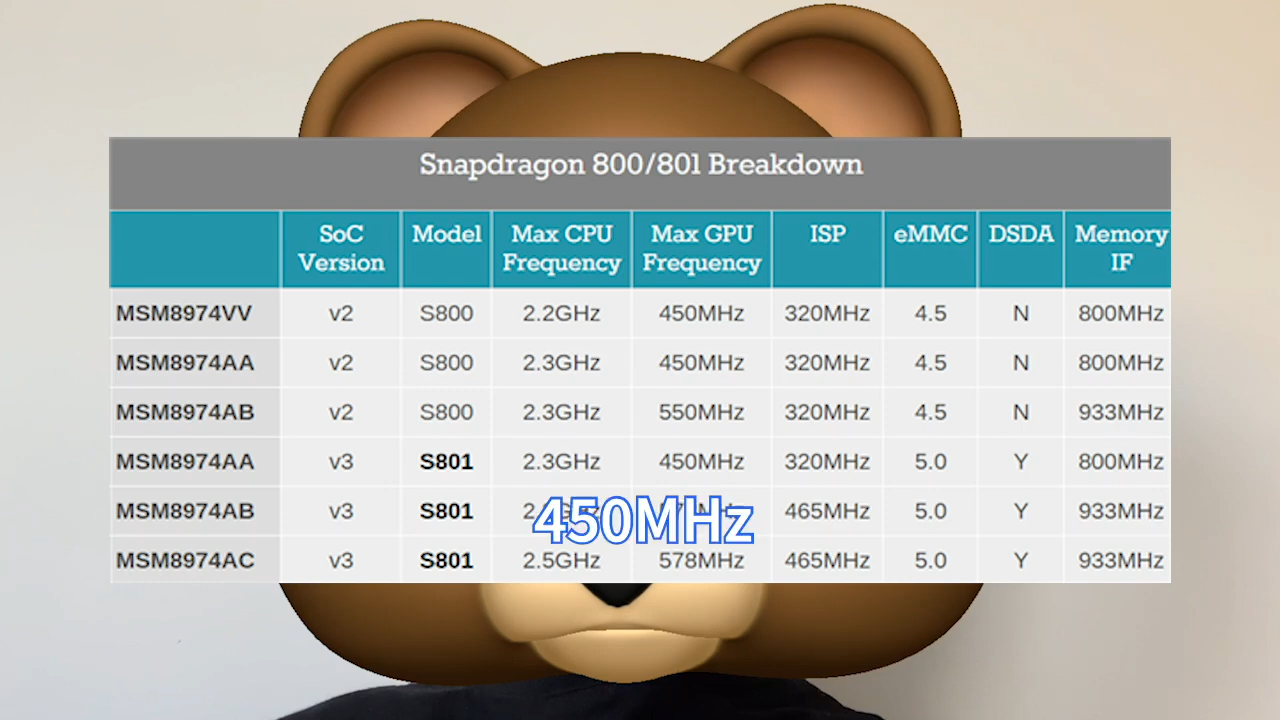 Snapdragon 800/801 Breakdown
SoC Version Model Max CPU Frequency Max GPU Frequency ISP eMMC DSDA Memory IF
MSM8974VV v2 S800 2.2GHz 450MHz 320MHz 4.5 N 800MHz
MSM8974AA v2 S800 2.3GHz 450MHz 320MHz 4.5 N 800MHz
MSM8974AB v2 S800 2.3GHz 550MHz 320MHz 4.5 N 933MHz
MSM8974AA v3 S801 2.3GHz 450MHz 320MHz 5.0 Y 800MHz
MSM8974AB v3 S801 465MHz 5.0 Y 933MHz
450MHz
MSM8974AC v3 S801 2.5GHz 578MHz 465MHz 5.0 Y 933MHz